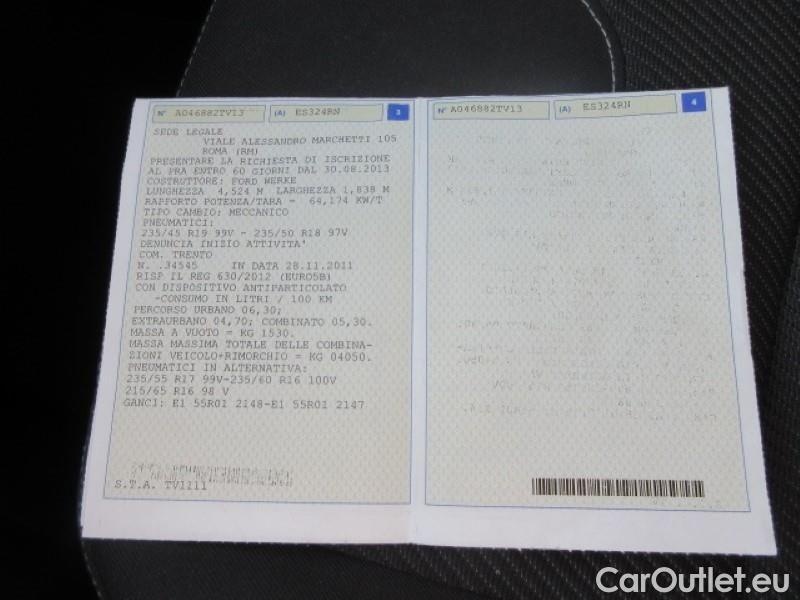 N° A046882TV13 (A) ES324RN 3
SEDE LEGALE
VIALE ALESSANDRO MARCHETTI 105
ROMA (RM)
PRESENTARE LA RICHIESTA DI ISCRIZIONE
AL PRA ENTRO 60 GIORNI DAL 30.08.2013
COSTRUTTORE: FORD WERKE
LUNGHEZZA 4,524 M LARGHEZZA 1,838 M
RAPPORTO POTENZA/TARA = 64,174 KW/T
TIPO CAMBIO: MECCANICO
PNEUMATICI:
235/45 R19 99V - 235/50 R18 97V
DENUNCIA INIZIO ATTIVITA'
COM. TRENTO
N. .34545 IN DATA 28.11.2011
RISP IL REG 630/2012 (EURO5B)
CON DISPOSITIVO ANTIPARTICOLATO
-CONSUMO IN LITRI / 100 KM
PERCORSO URBANO 06,30;
EXTRAURBANO 04,70; COMBINATO 05,30.
MASSA A VUOTO = KG 1530.
MASSA MASSIMA TOTALE DELLE COMBINA-
ZIONI VEICOLO+RIMORCHIO = KG 04050.
PNEUMATICI IN ALTERNATIVA:
235/55 R17 99V-235/60 R16 100V
215/65 R16 98 V
GANCI: E1 55R01 2148-E1 55R01 2147
S.T.A. TV1111
N° A046882TV13 (A) ES324RN 4
CarOutlet.eu